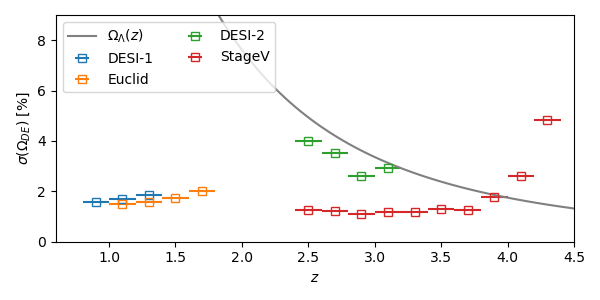 Ω_Λ(z)
DESI-1
Euclid
DESI-2
StageV
σ(Ω_DE) [%]
8
6
4
2
0
1.0 1.5 2.0 2.5 3.0 3.5 4.0 4.5
z